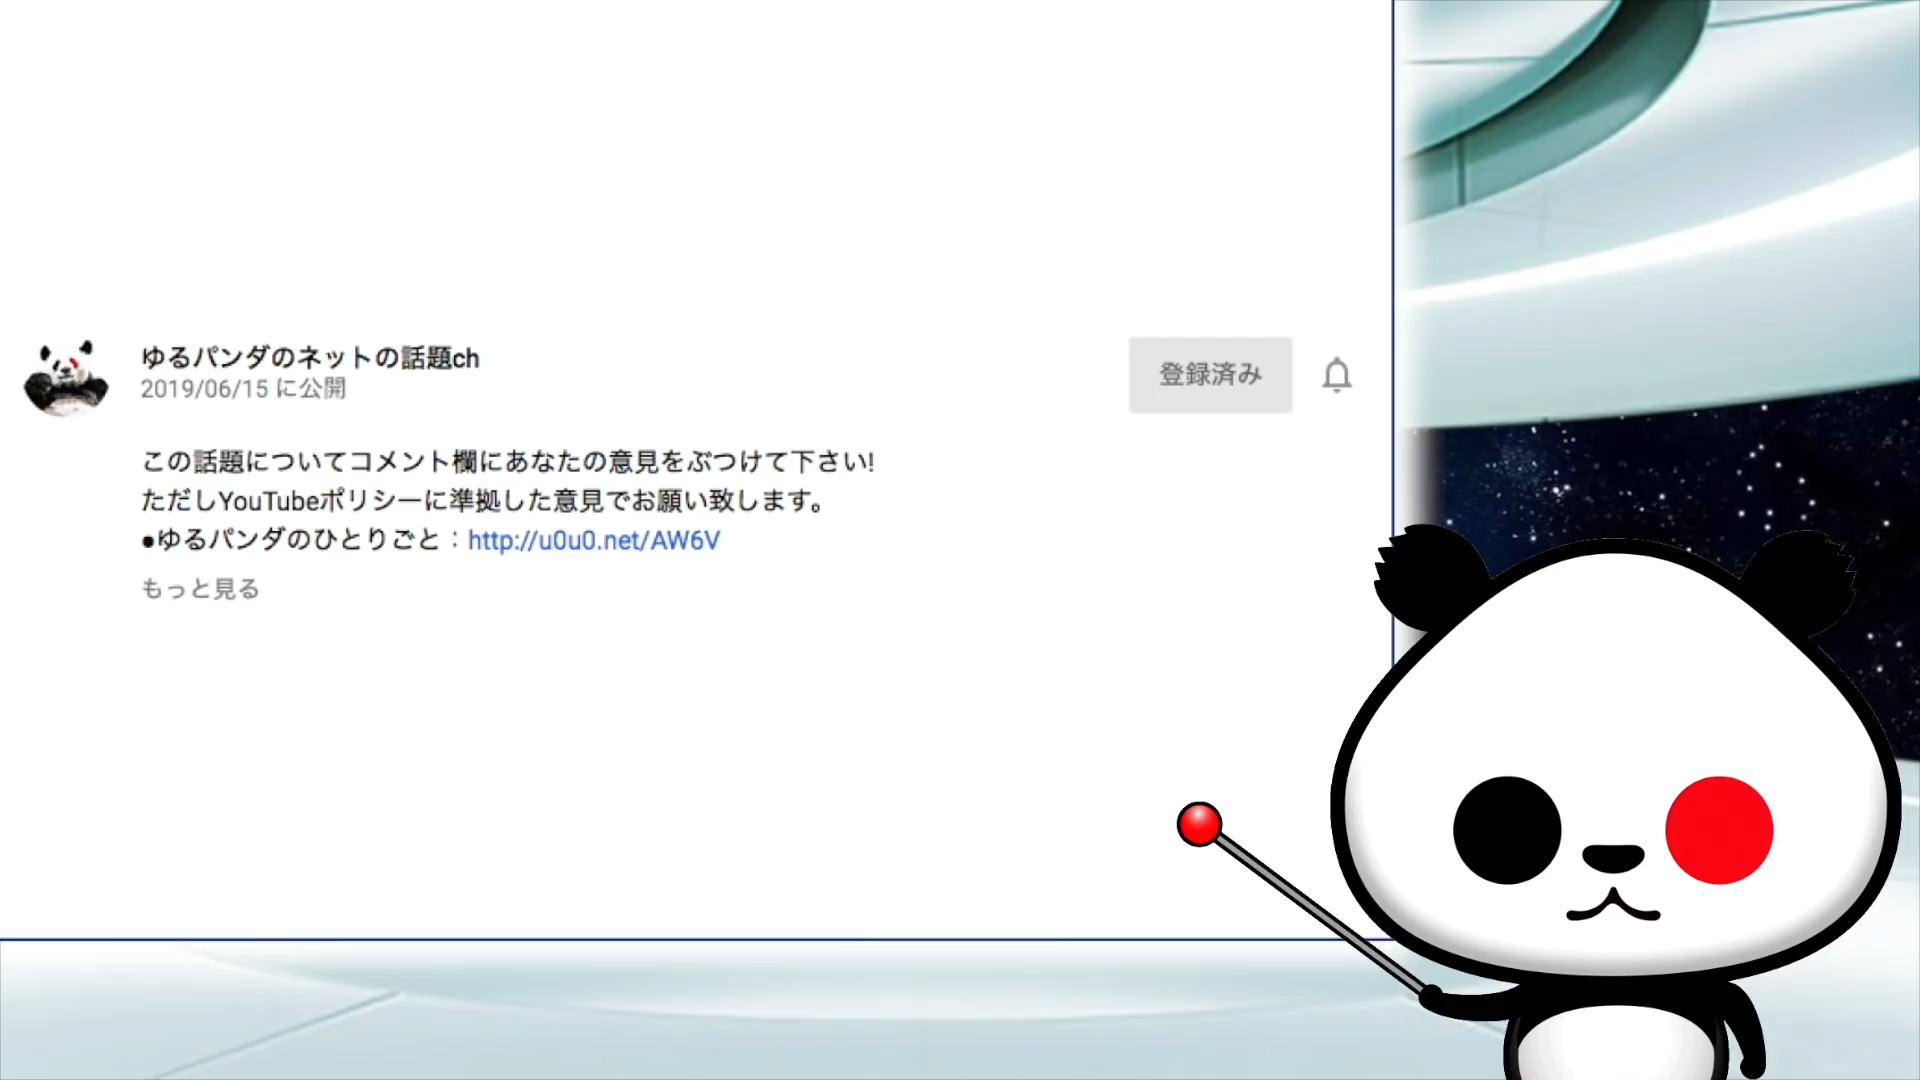 ゆるパンダのネットの話題ch
2019/06/15 に公開
登録済み
この話題についてコメント欄にあなたの意見をぶつけて下さい!
ただしYouTubeポリシーに準拠した意見でお願い致します。
●ゆるパンダのひとりごと：http://u0u0.net/AW6V
もっと見る